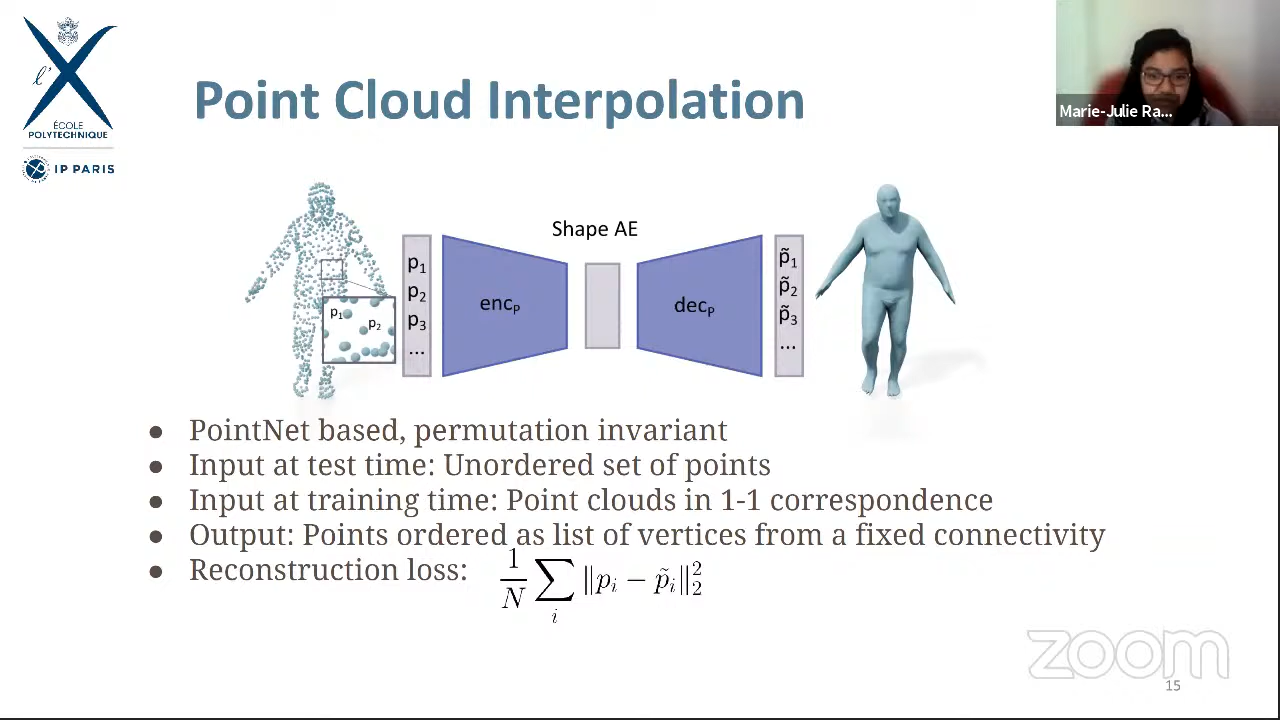 ÉCOLE
POLYTECHNIQUE
IP PARIS
Point Cloud Interpolation
Marie-Julie Ra...
Shape AE
p₁
p₂
p₁
p₂
p₃
...
encₚ
decₚ
p̃₁
p̃₂
p̃₃
...
● PointNet based, permutation invariant
● Input at test time: Unordered set of points
● Input at training time: Point clouds in 1-1 correspondence
● Output: Points ordered as list of vertices from a fixed connectivity
● Reconstruction loss: 1/N ∑ᵢ ‖pᵢ − p̃ᵢ‖₂²
zoom
15